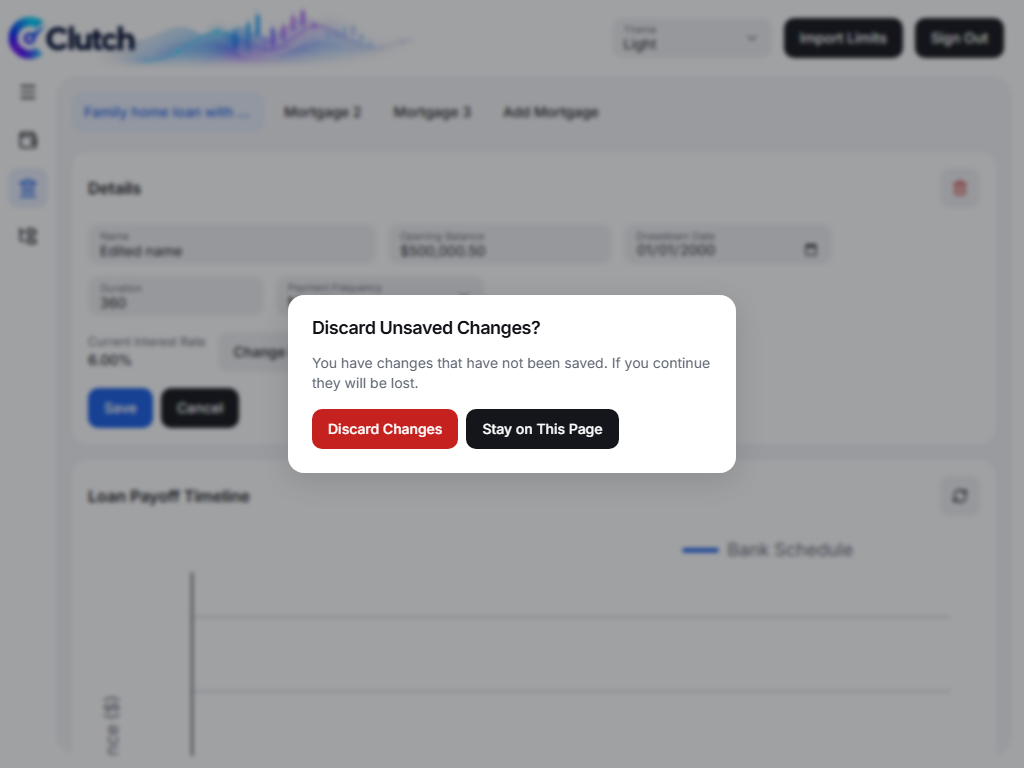 Clutch
Theme
Light
Import Limits
Sign Out
Family home loan with ...
Mortgage 2
Mortgage 3
Add Mortgage
Details
Name
Edited name
Opening Balance
$500,000.50
Drawdown Date
01/01/2000
Duration
360
Payment Frequency
Current Interest Rate
6.00%
Change
Save
Cancel
Discard Unsaved Changes?
You have changes that have not been saved. If you continue
they will be lost.
Discard Changes
Stay on This Page
Loan Payoff Timeline
Bank Schedule
nce ($)